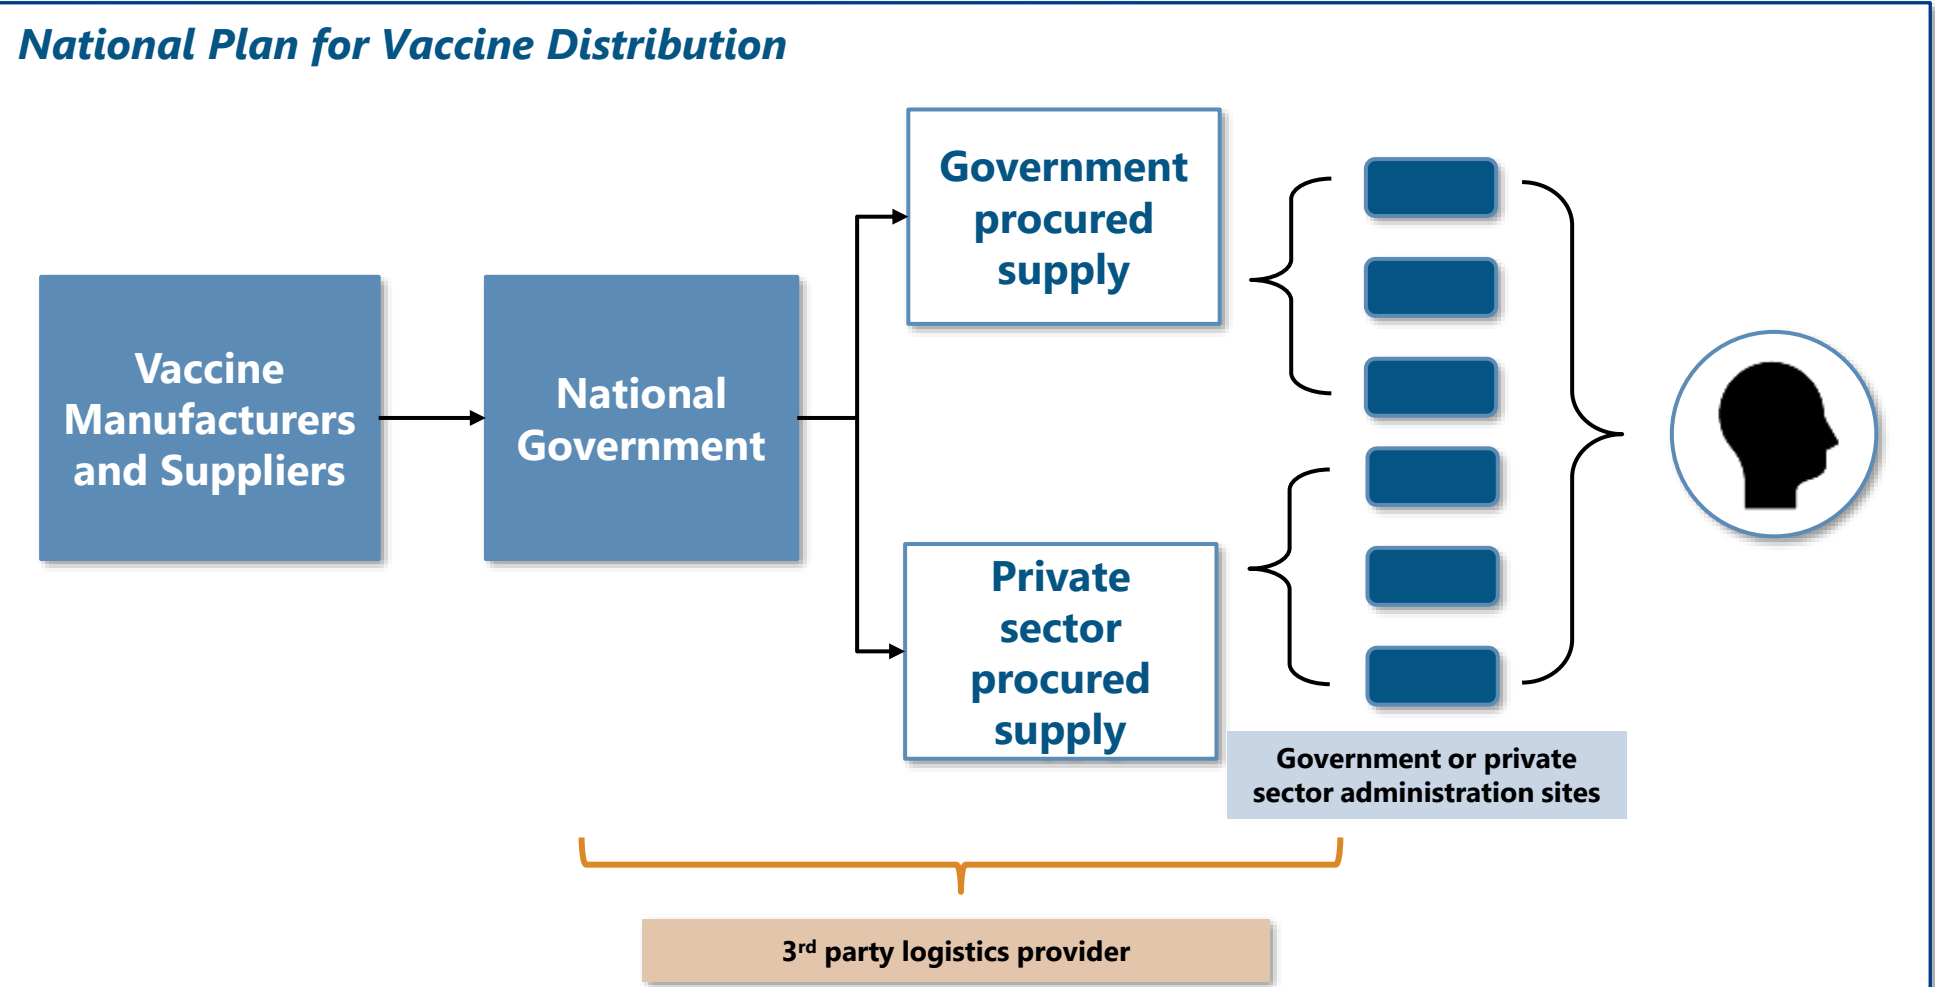 National Plan for Vaccine Distribution
Government
procured
supply
Vaccine
Manufacturers
and Suppliers
National
Government
Private
sector
procured
supply
Government or private
sector administration sites
3rd party logistics provider